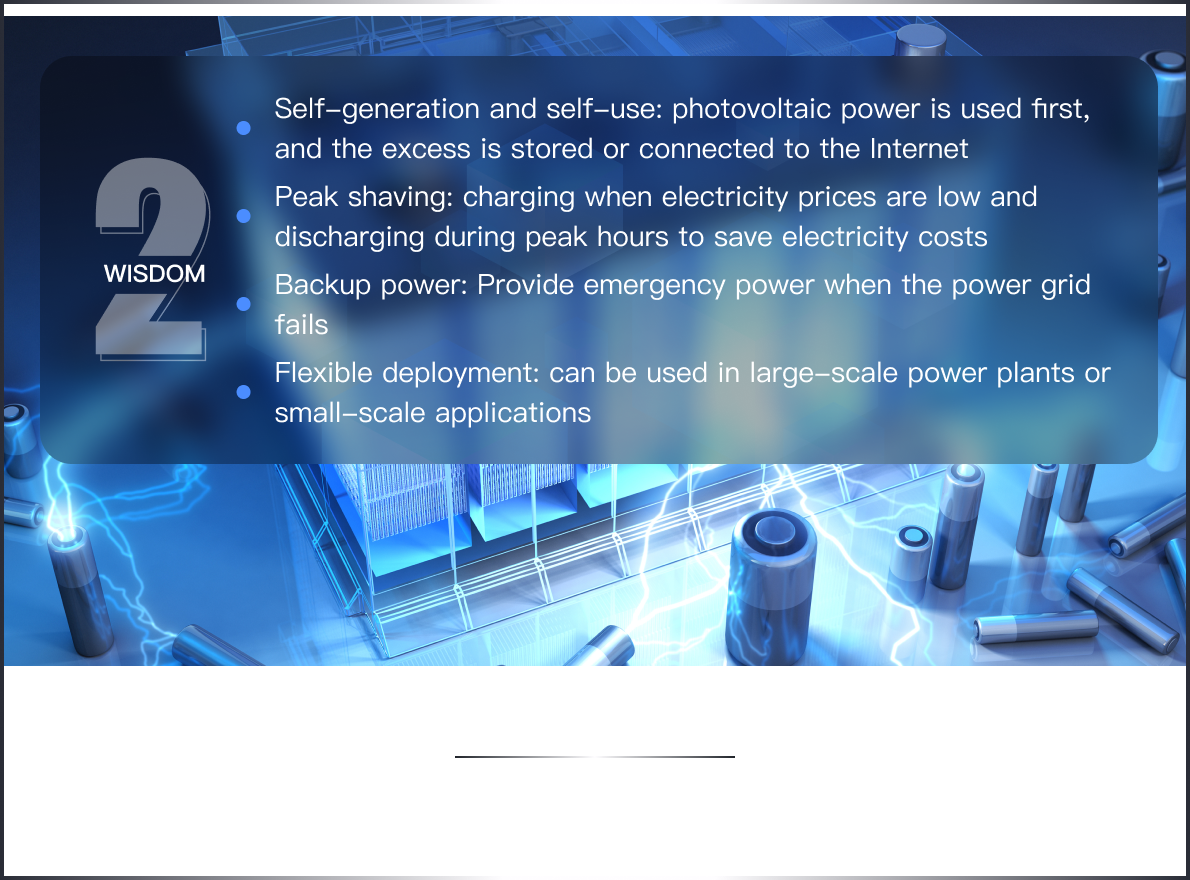 2
WISDOM
Self-generation and self-use: photovoltaic power is used first,
and the excess is stored or connected to the Internet
Peak shaving: charging when electricity prices are low and
discharging during peak hours to save electricity costs
Backup power: Provide emergency power when the power grid
fails
Flexible deployment: can be used in large-scale power plants or
small-scale applications